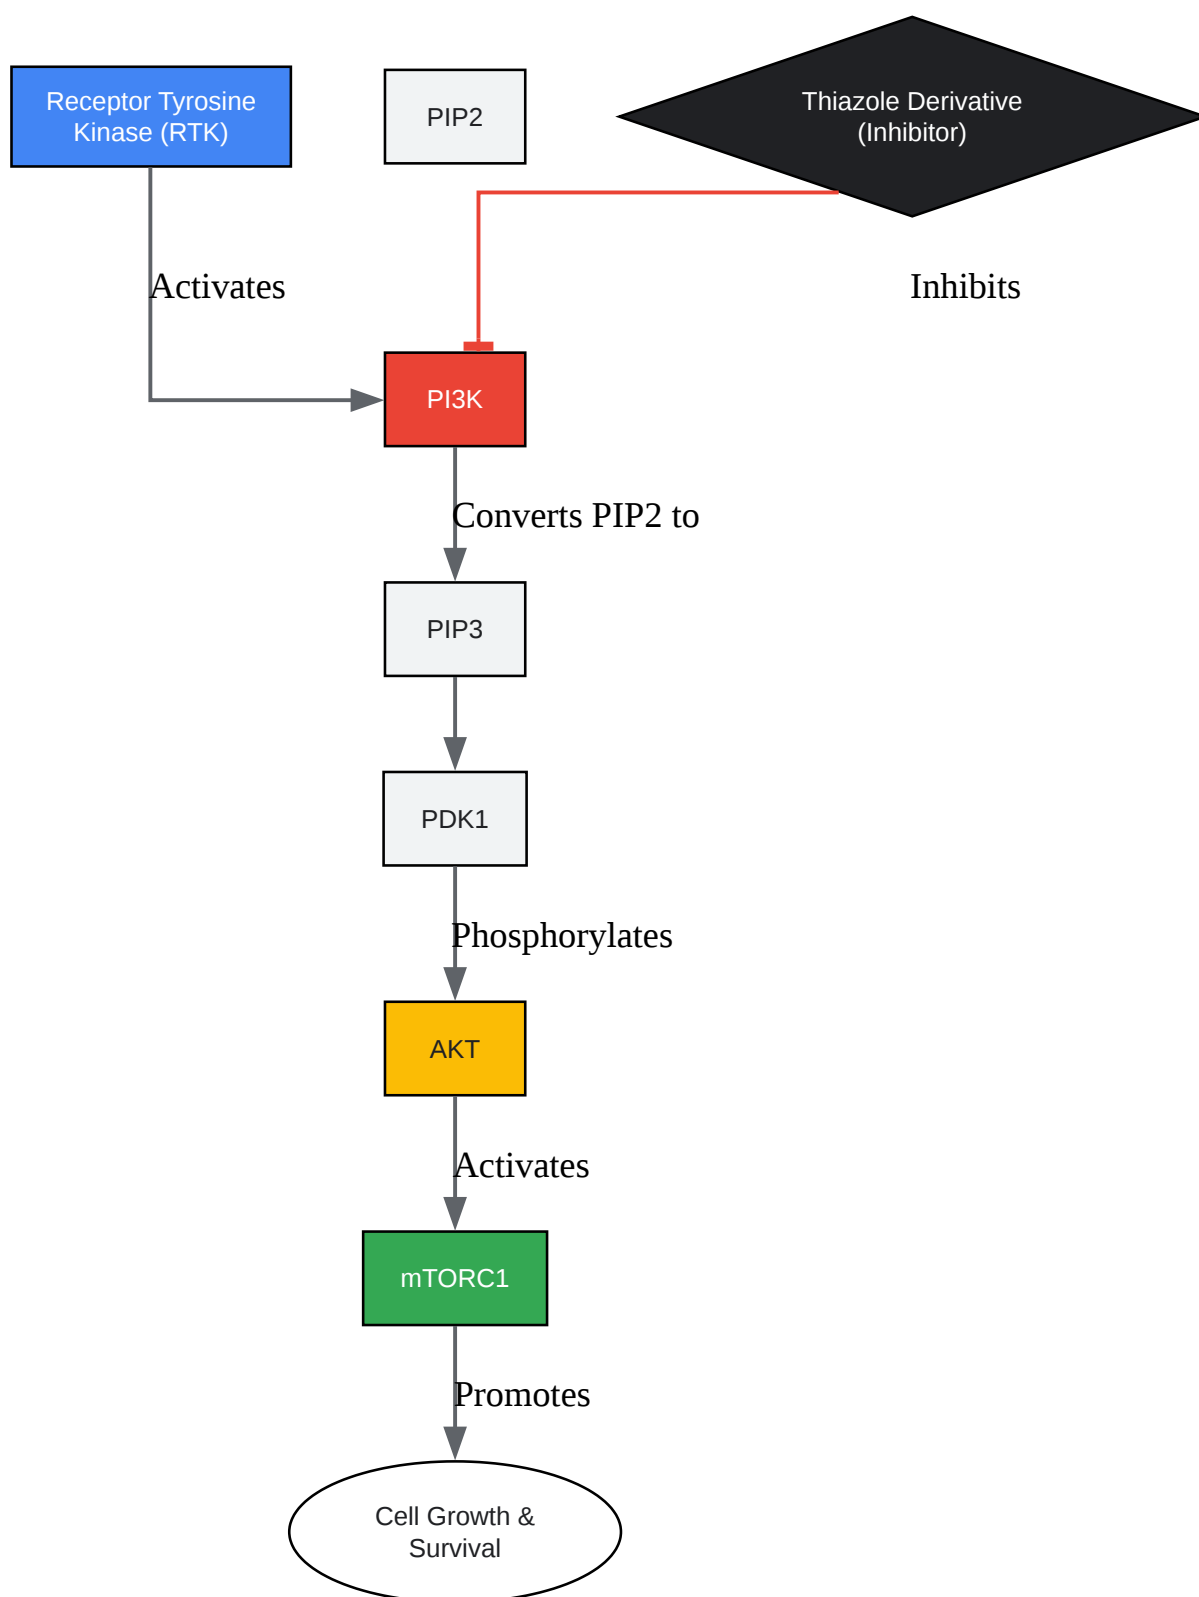 Receptor Tyrosine
Kinase (RTK)
PIP2
Thiazole Derivative
(Inhibitor)
Activates
Inhibits
PI3K
Converts PIP2 to
PIP3
PDK1
Phosphorylates
AKT
Activates
mTORC1
Promotes
Cell Growth &
Survival